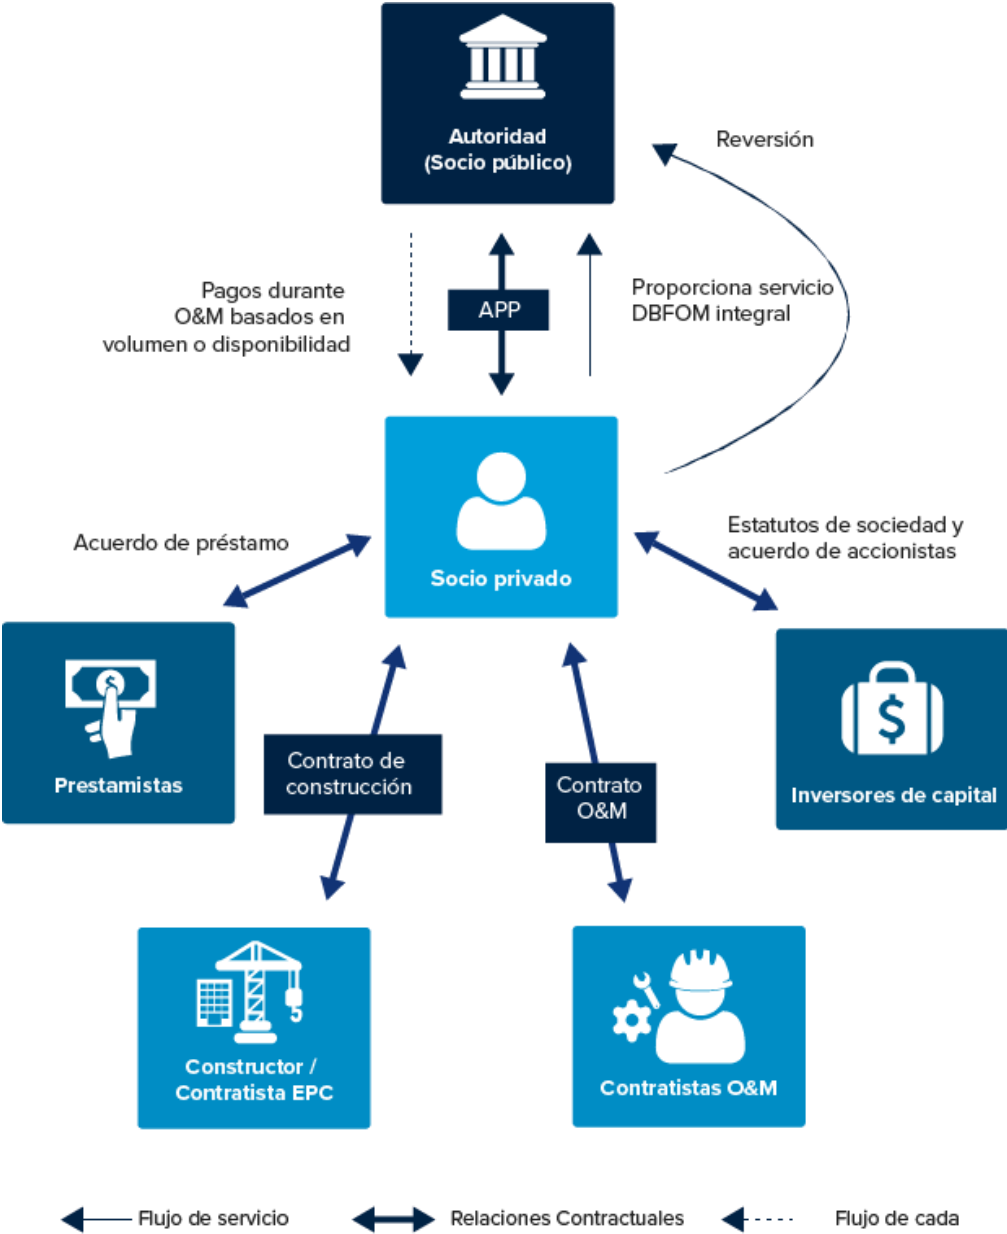 Autoridad
(Socio público)
Reversión
Pagos durante
O&M basados en
volumen o disponibilidad
APP
Proporciona servicio
DBFOM integral
Socio privado
Acuerdo de préstamo
Estatutos de sociedad y
acuerdo de accionistas
$
Prestamistas
$
Inversores de capital
Contrato de
construcción
Contrato
O&M
Constructor /
Contratista EPC
Contratistas O&M
Flujo de servicio
Relaciones Contractuales
Flujo de cada